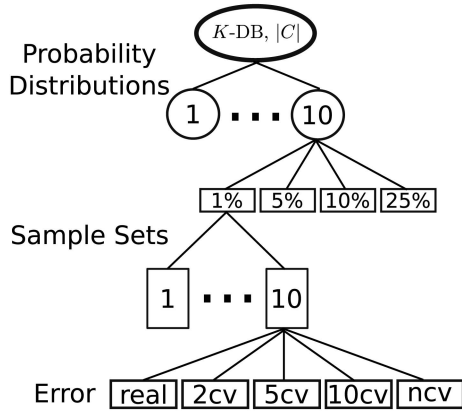 K-DB, |C|
Probability
Distributions
1 ... 10
1% 5% 10% 25%
Sample Sets
1 ... 10
Error real 2cv 5cv 10cv ncv